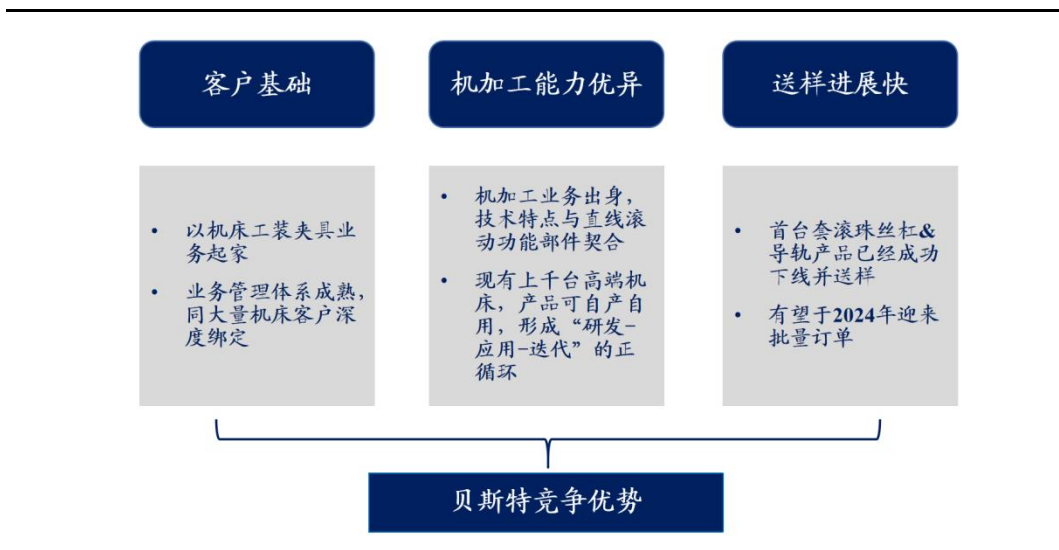 客户基础
机加工能力优异
送样进展快
• 以机床工装夹具业
务起家
• 业务管理体系成熟，
同大量机床客户深
度绑定
• 机加工业务出身，
技术特点与直线滚
动功能部件契合
• 现有上千台高端机
床，产品可自产自
用，形成“研发-
应用-迭代”的正
循环
• 首台套滚珠丝杠&
导轨产品已经成功
下线并送样
• 有望于2024年迎来
批量订单
贝斯特竞争优势